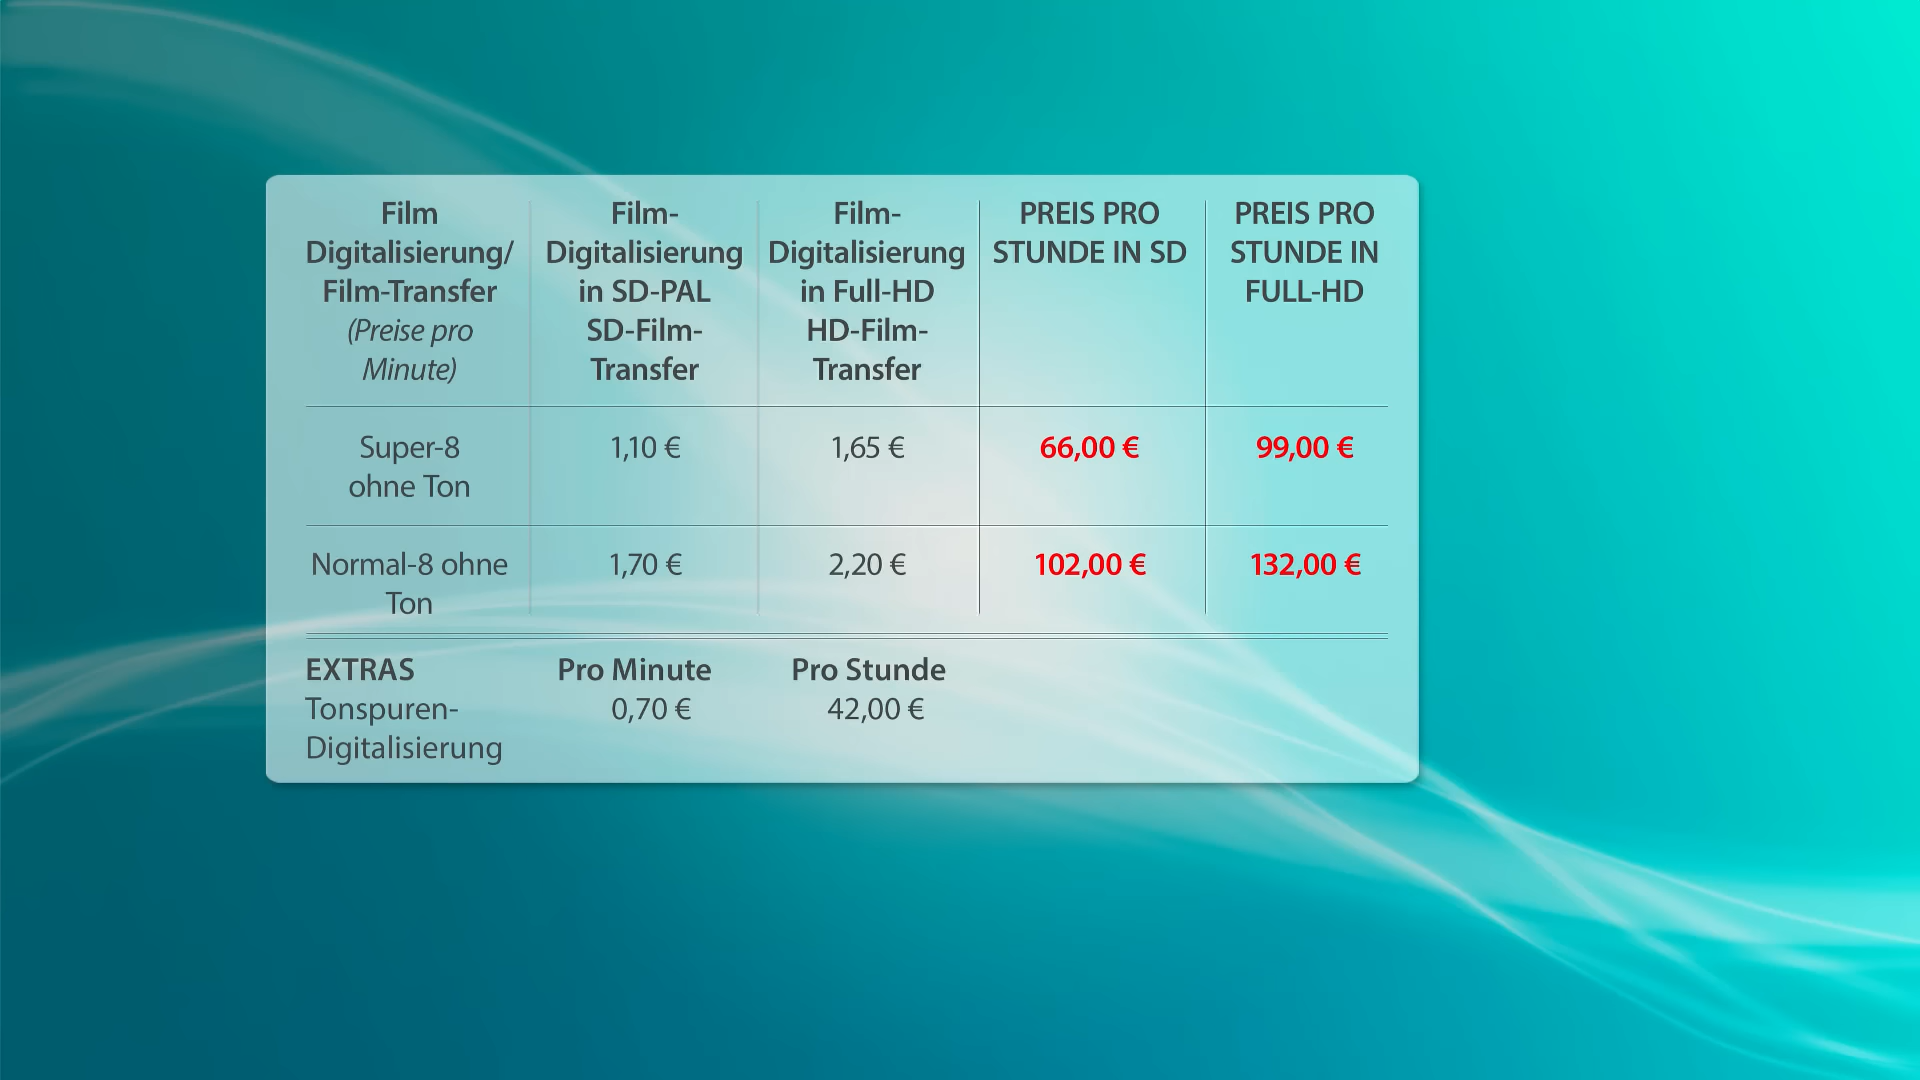 Film
Digitalisierung/
Film-Transfer
(Preise pro
Minute)
Film-
Digitalisierung
in SD-PAL
SD-Film-
Transfer
Film-
Digitalisierung
in Full-HD
HD-Film-
Transfer
PREIS PRO
STUNDE IN SD
PREIS PRO
STUNDE IN
FULL-HD
Super-8
ohne Ton
1,10 €
1,65 €
66,00 €
99,00 €
Normal-8 ohne
Ton
1,70 €
2,20 €
102,00 €
132,00 €
EXTRAS
Tonspuren-
Digitalisierung
Pro Minute
0,70 €
Pro Stunde
42,00 €